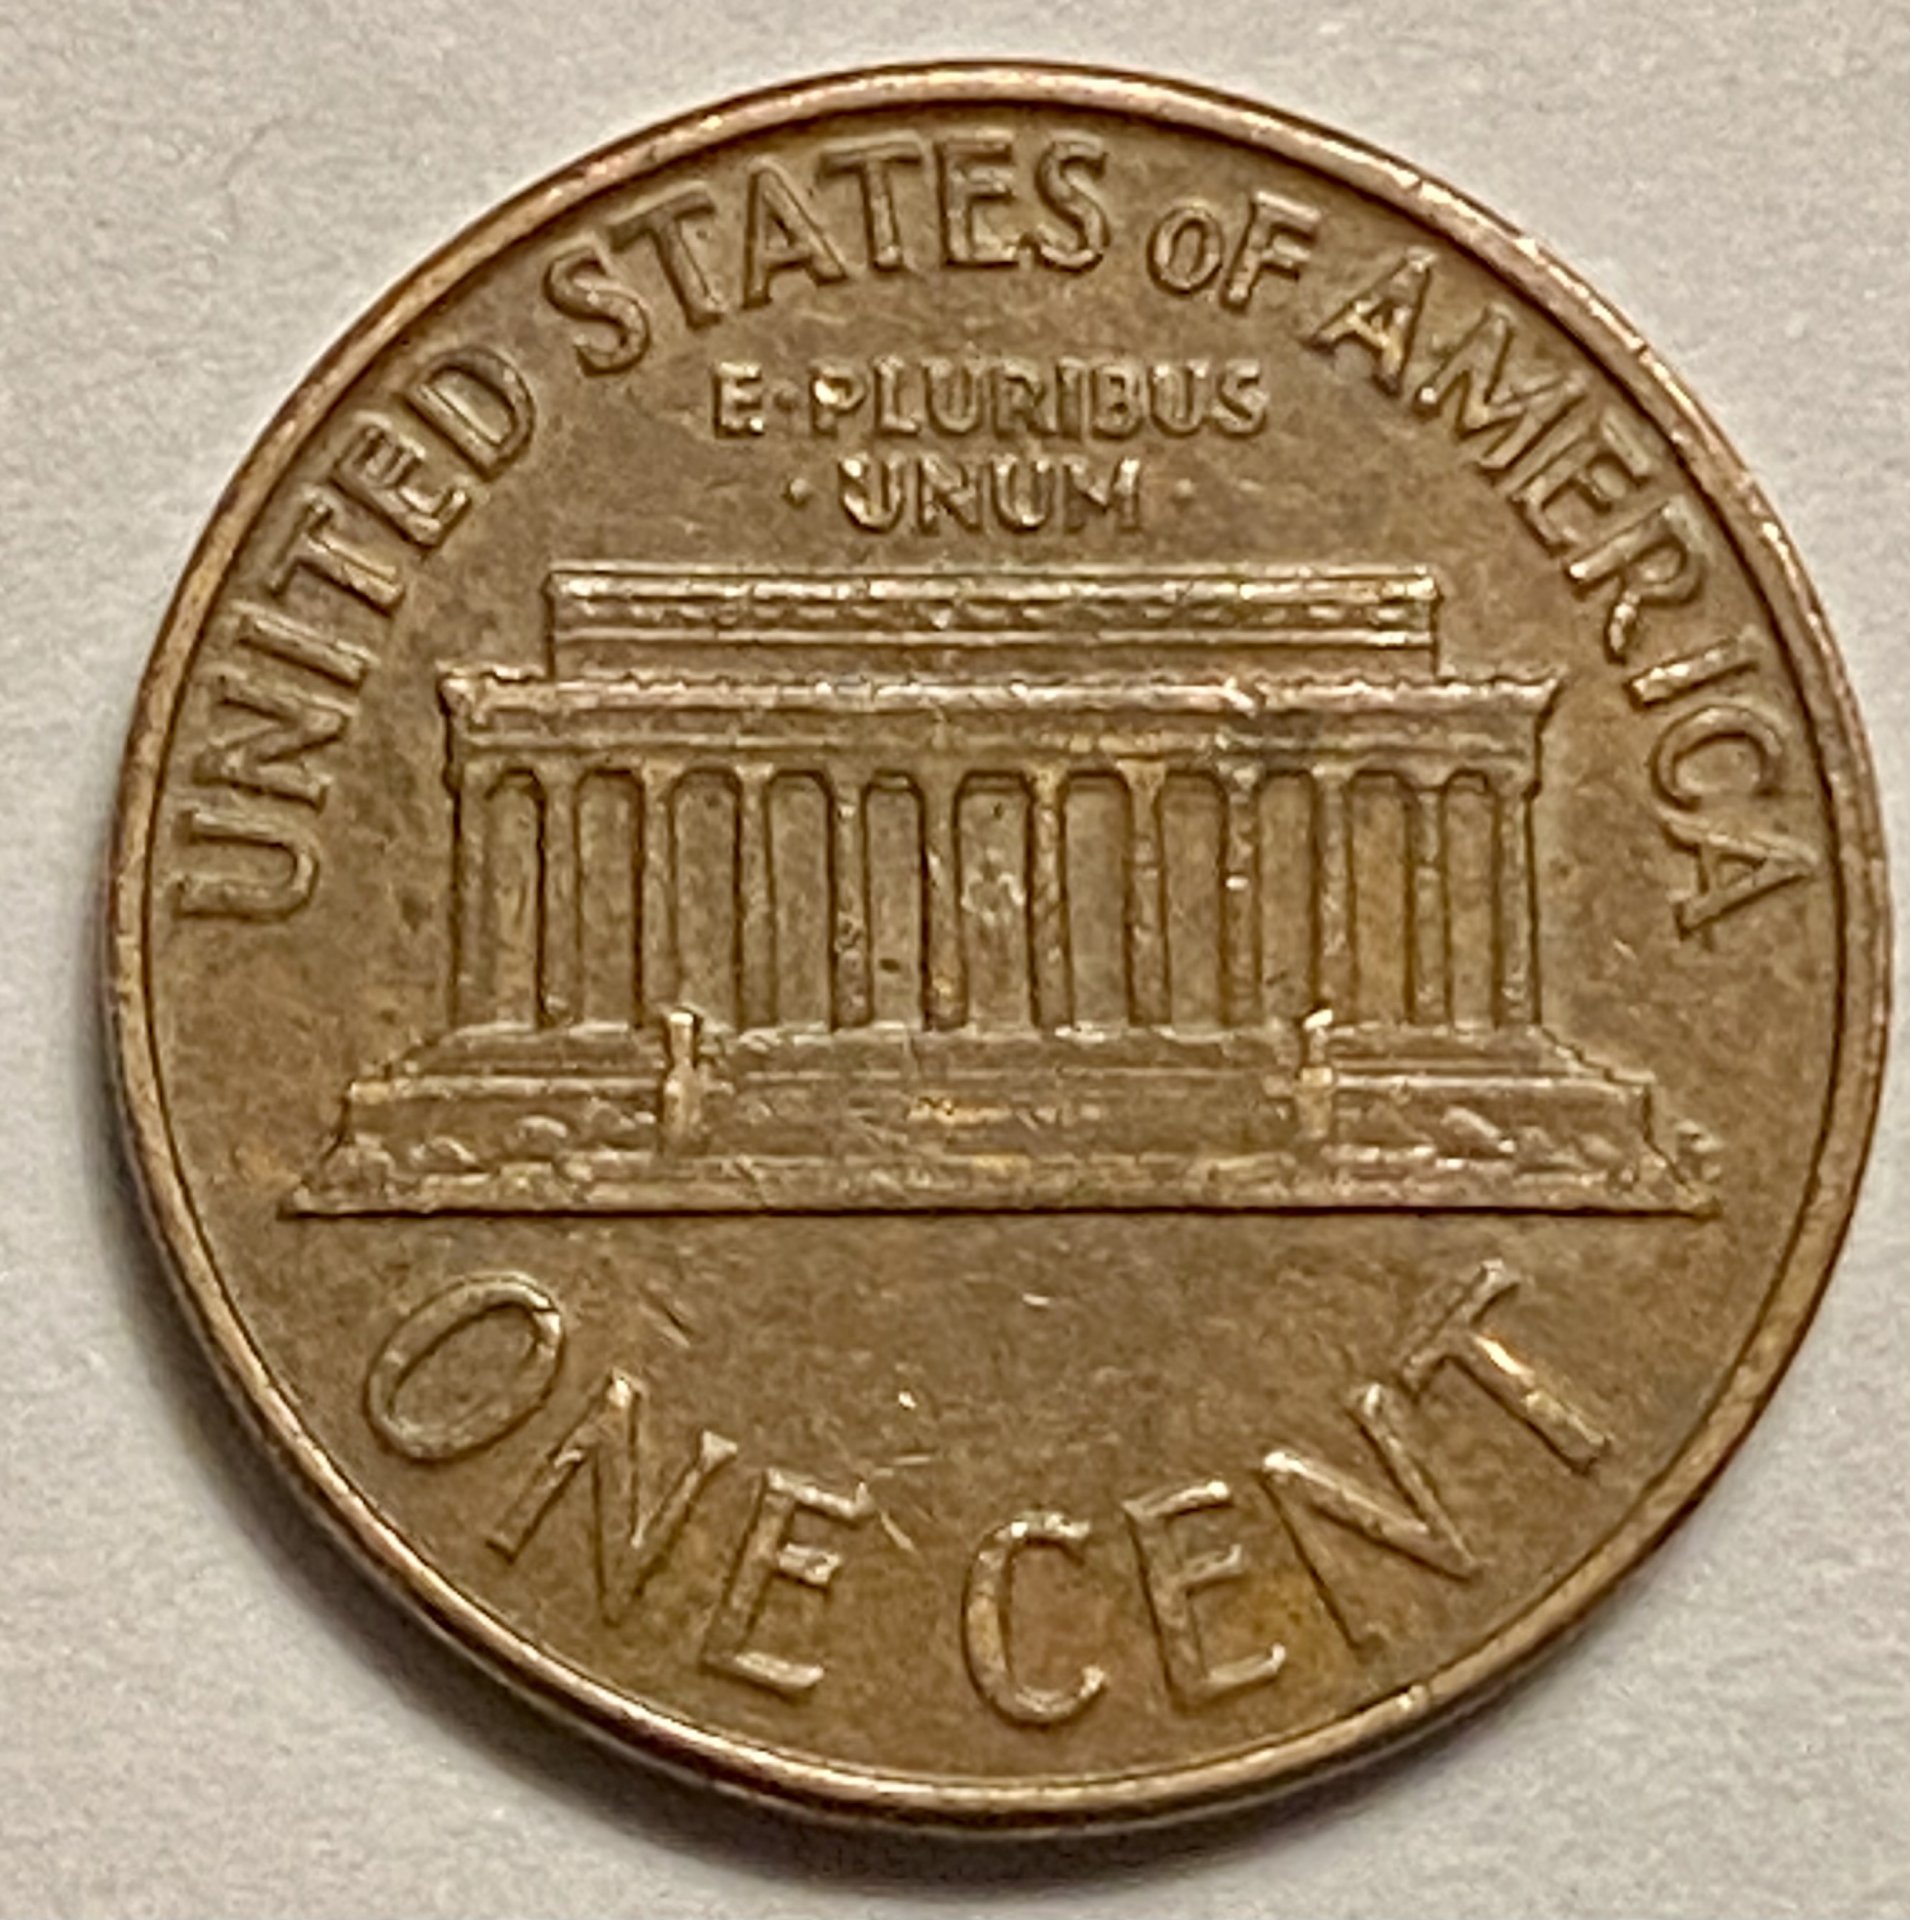 UNITED STATES OF AMERICA
E·PLURIBUS
·UNUM·
ONE CENT